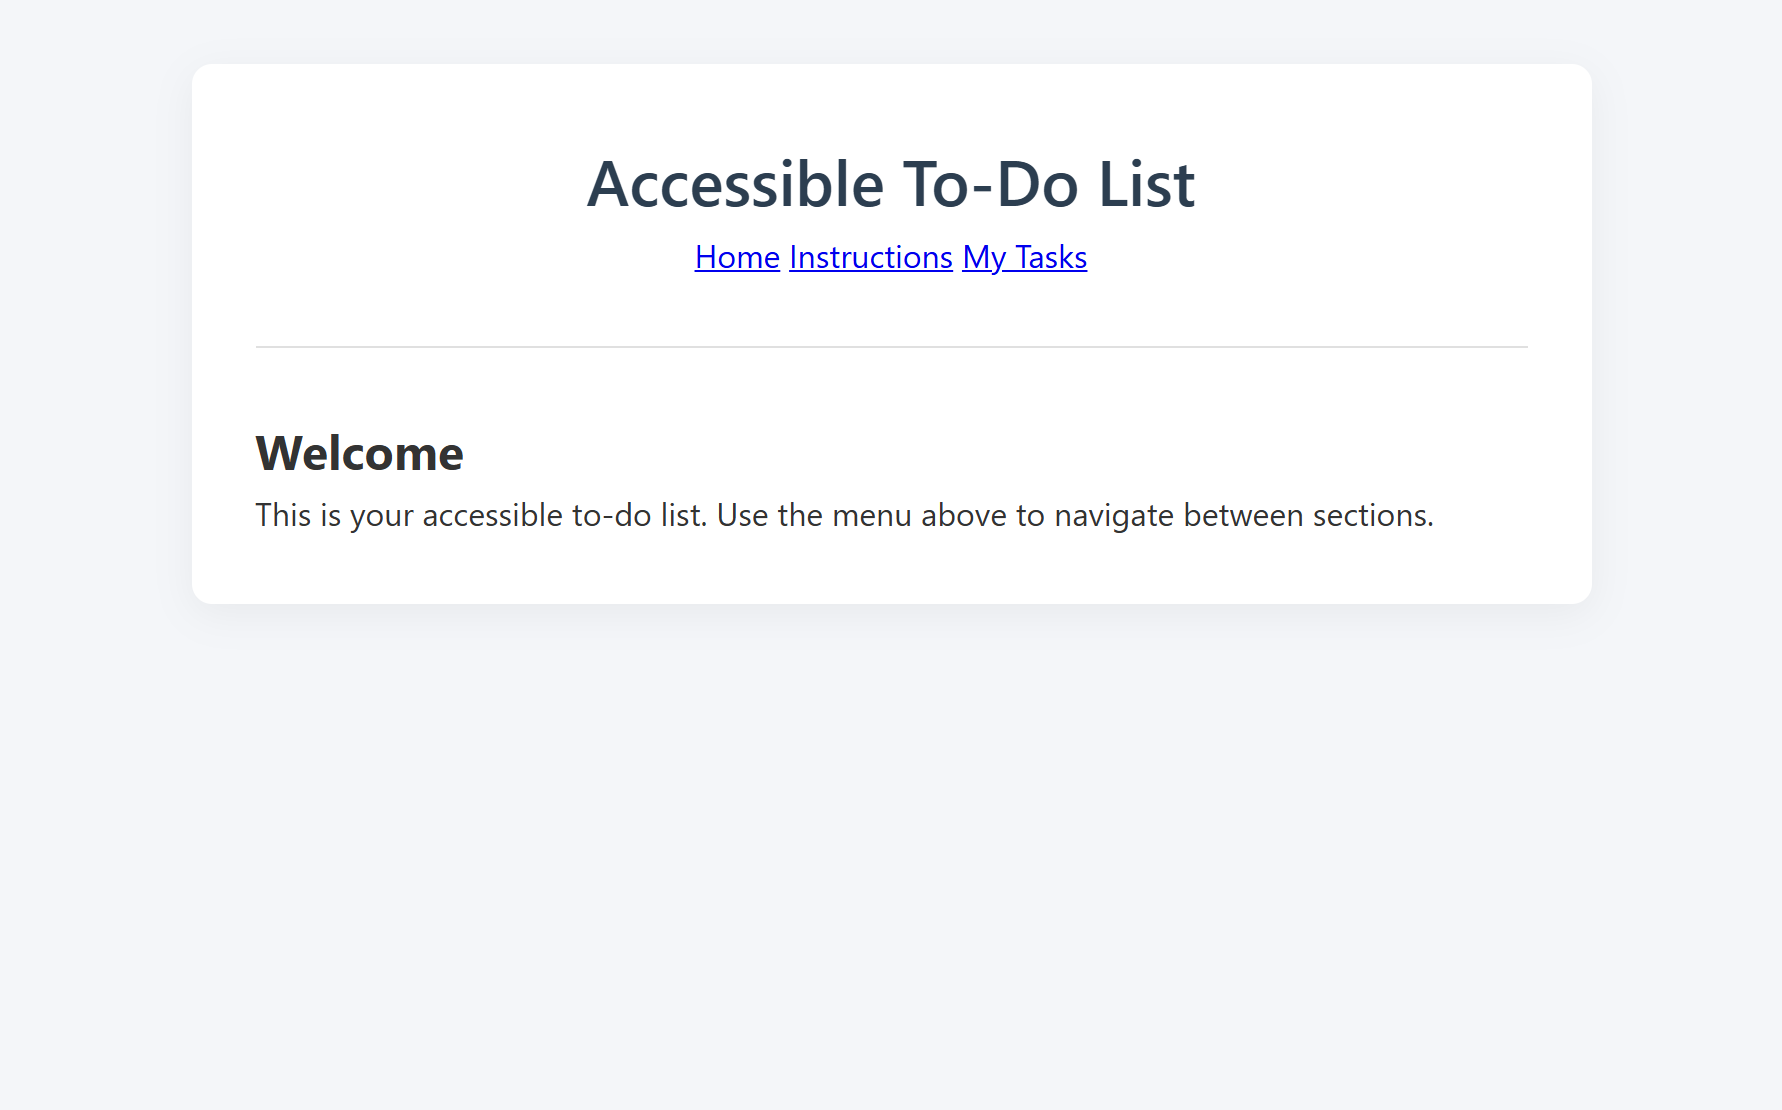 Accessible To-Do List
Home Instructions My Tasks
Welcome
This is your accessible to-do list. Use the menu above to navigate between sections.